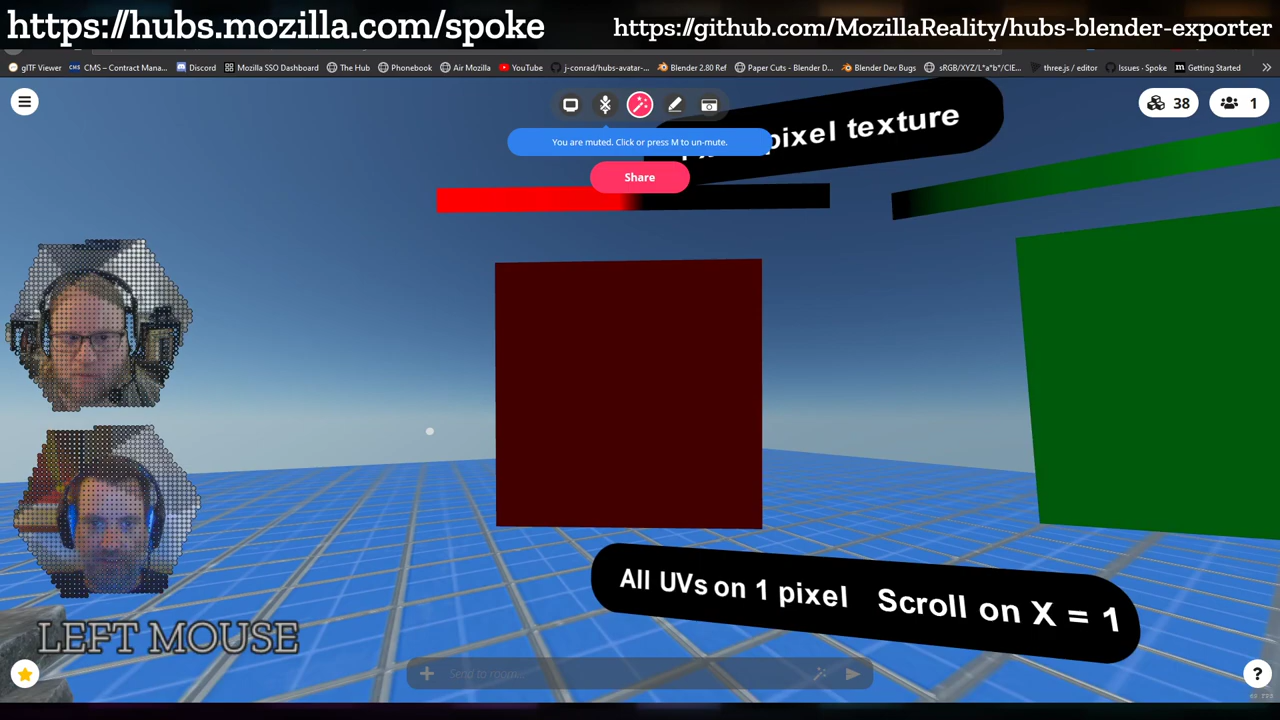 https://hubs.mozilla.com/spoke
https://github.com/MozillaReality/hubs-blender-exporter
glTF Viewer
CMS – Contract Mana...
Discord
Mozilla SSO Dashboard
The Hub
Phonebook
Air Mozilla
YouTube
j-conrad/hubs-avatar-...
Blender 2.80 Ref
Paper Cuts - Blender D...
Blender Dev Bugs
sRGB/XYZ/L*a*b*/CIE...
three.js / editor
Issues · Spoke
Getting Started
38
1
pixel texture
You are muted. Click or press M to un-mute.
Share
All UVs on 1 pixel Scroll on X = 1
LEFT MOUSE
Send to room...
?